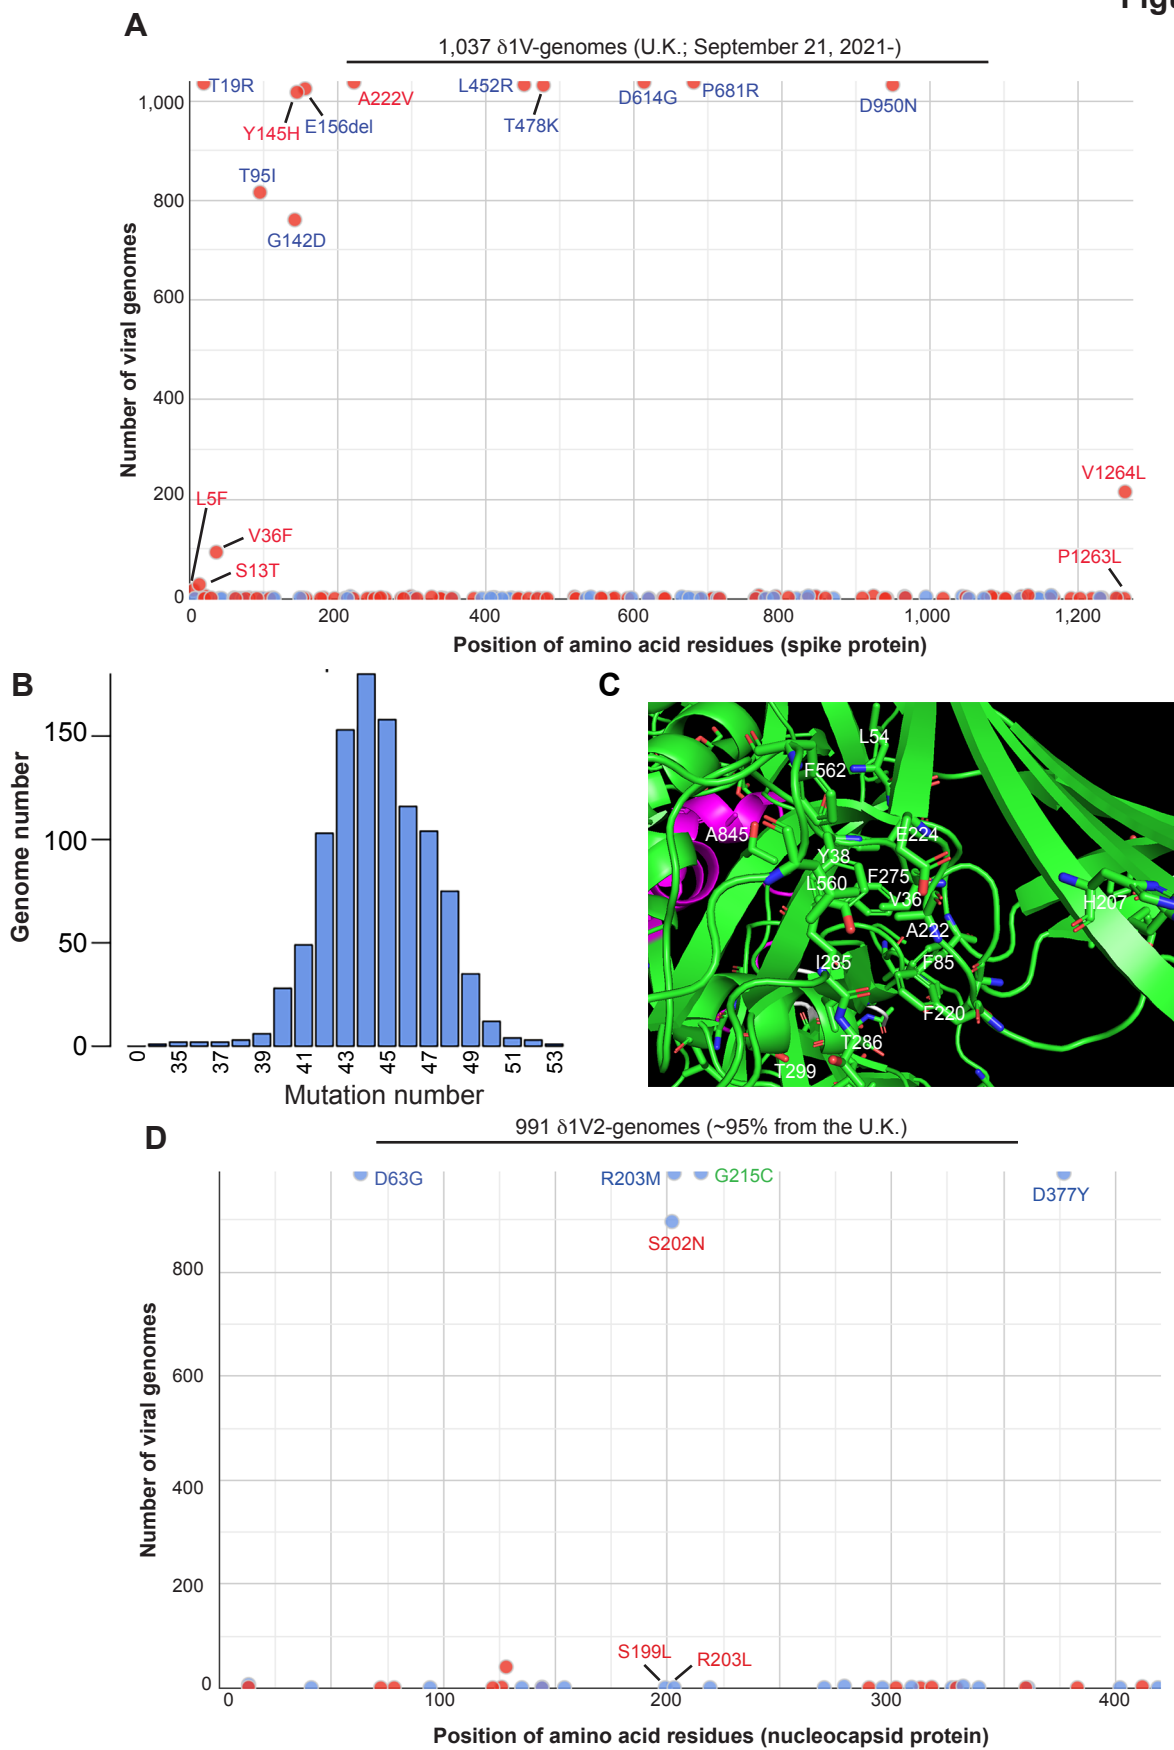 Figu
A
1,037 δ1V-genomes (U.K.; September 21, 2021-)
T19R
L452R
P681R
A222V
D614G
1,000
D950N
Y145H
E156del
T478K
T95I
800
G142D
600
Number of viral genomes
400
V1264L
200
L5F
V36F
P1263L
S13T
0
0 200 400 600 800 1,000 1,200
Position of amino acid residues (spike protein)
B
Genome number
150
100
50
0
0 35 37 39 41 43 45 47 49 51 53
Mutation number
C
L54
F562
A845
E224
Y38
F275
L560
V36
H207
A222
I285
F85
F220
T286
T299
D
991 δ1V2-genomes (~95% from the U.K.)
D63G
R203M
G215C
D377Y
S202N
800
600
Number of viral genomes
400
200
S199L
R203L
0
0 100 200 300 400
Position of amino acid residues (nucleocapsid protein)